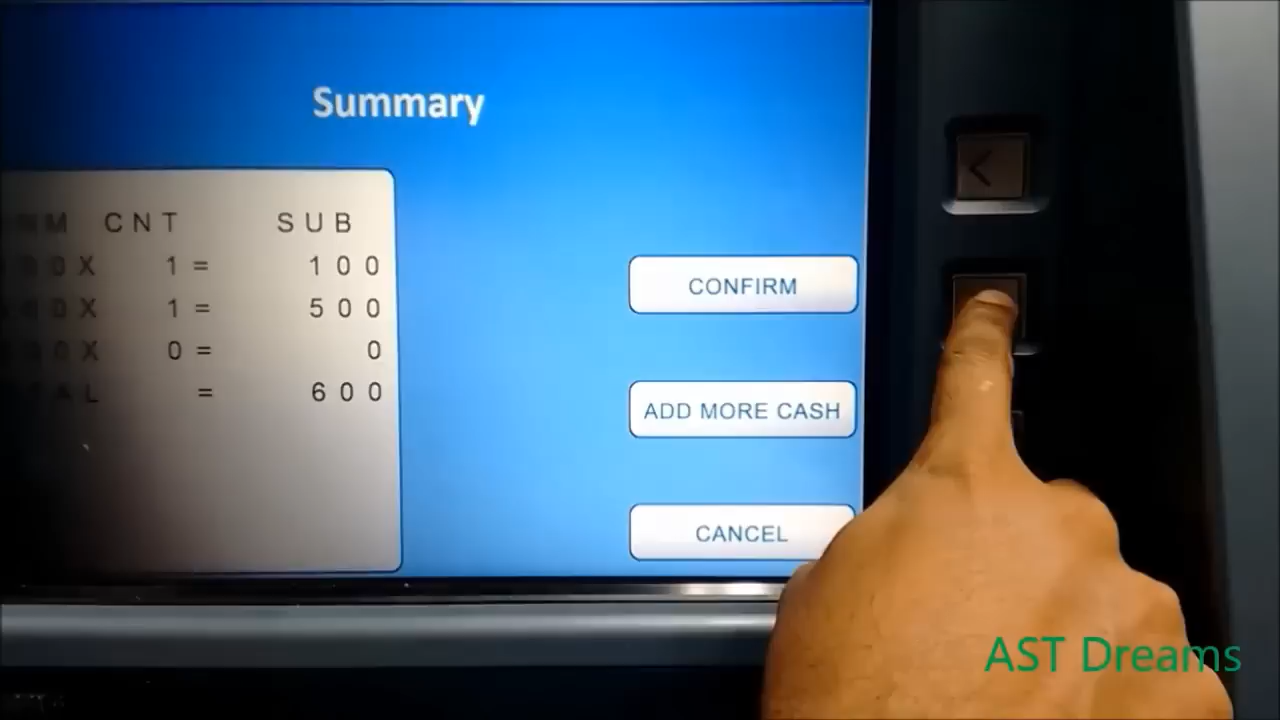 Summary
CNT SUB
X 1 = 100
X 1 = 500
X 0 = 0
= 600
CONFIRM
ADD MORE CASH
CANCEL
<
AST Dreams